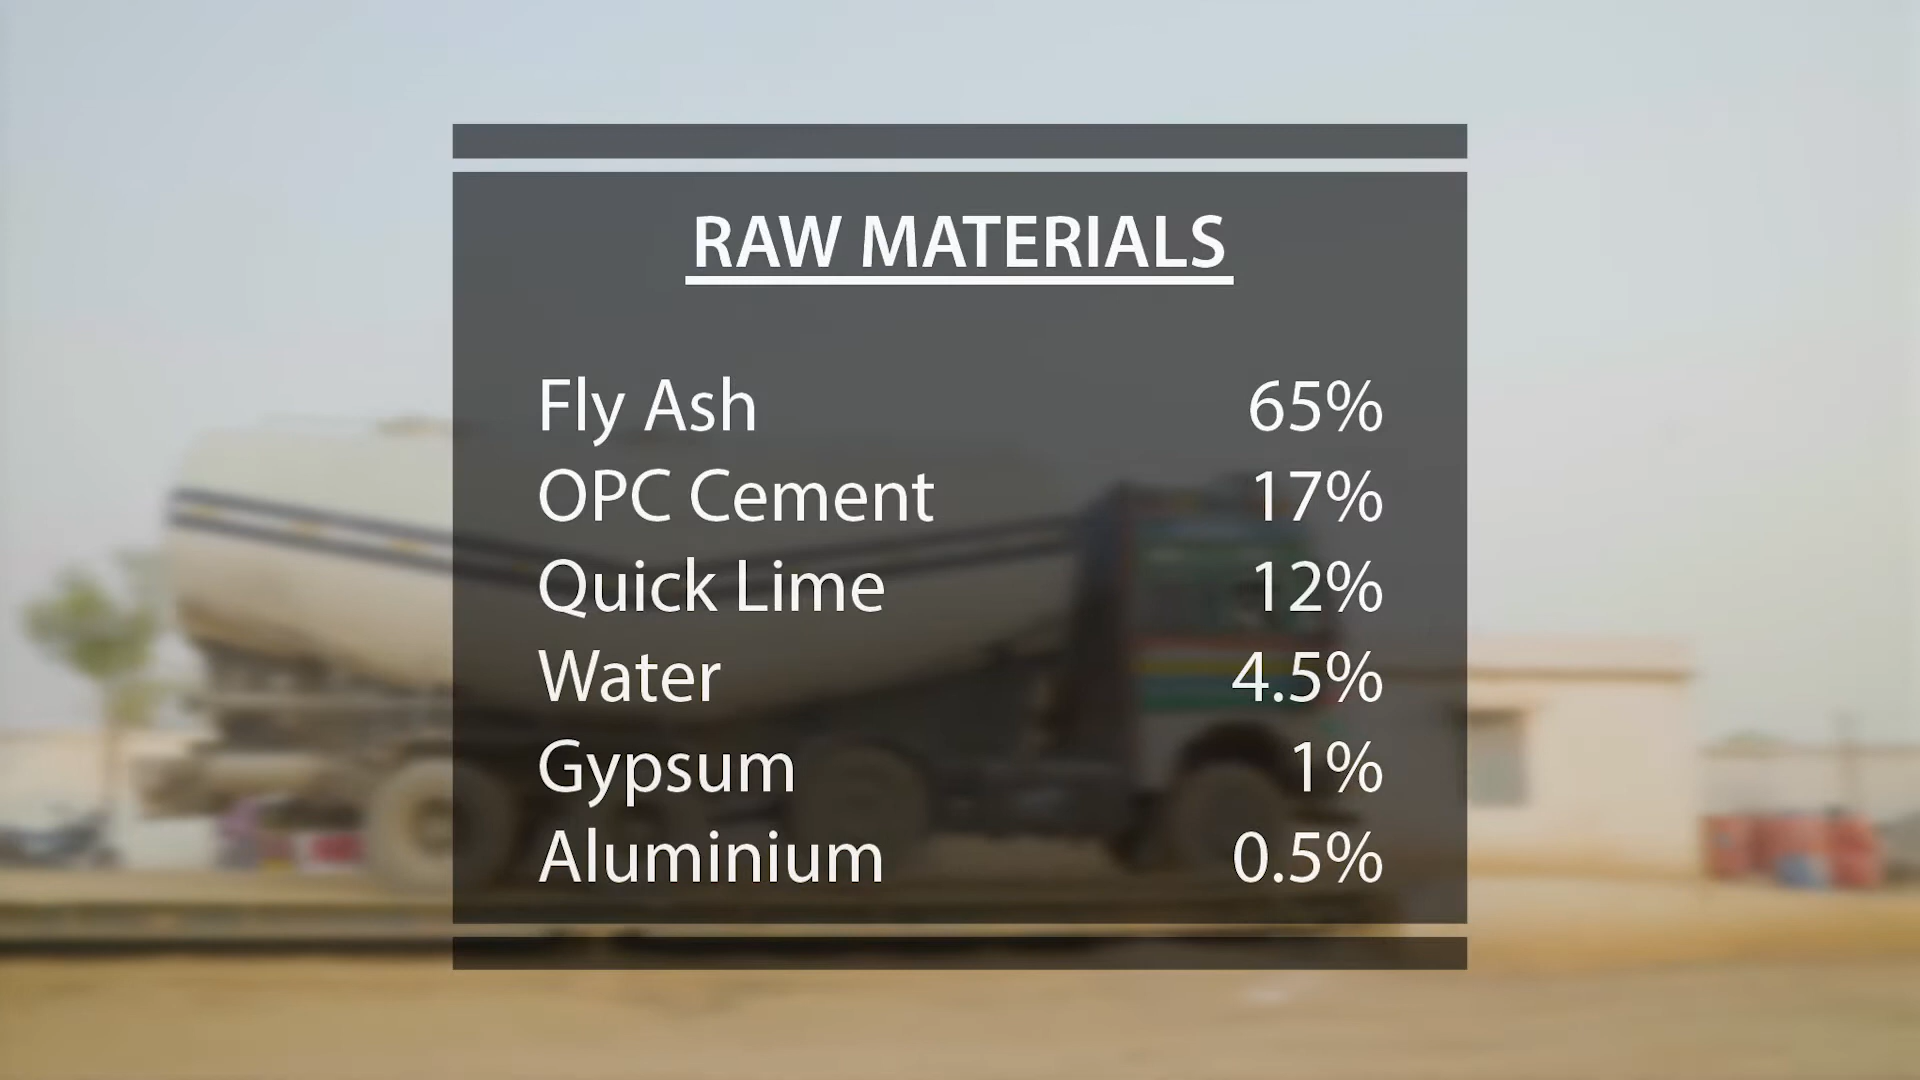 RAW MATERIALS
Fly Ash 65%
OPC Cement 17%
Quick Lime 12%
Water 4.5%
Gypsum 1%
Aluminium 0.5%